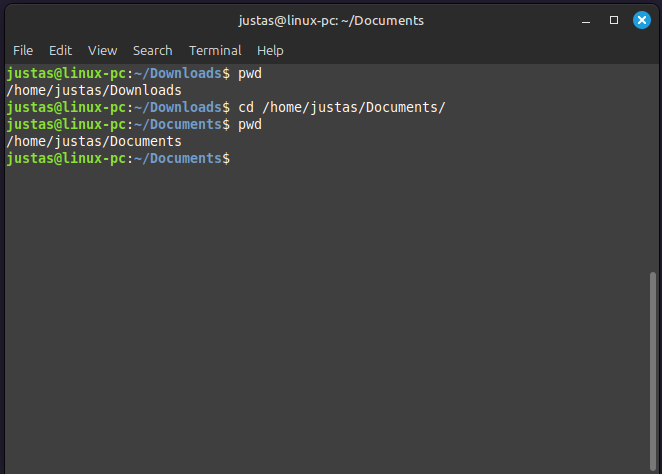 justas@linux-pc: ~/Documents
File Edit View Search Terminal Help
justas@linux-pc:~/Downloads$ pwd
/home/justas/Downloads
justas@linux-pc:~/Downloads$ cd /home/justas/Documents/
justas@linux-pc:~/Documents$ pwd
/home/justas/Documents
justas@linux-pc:~/Documents$